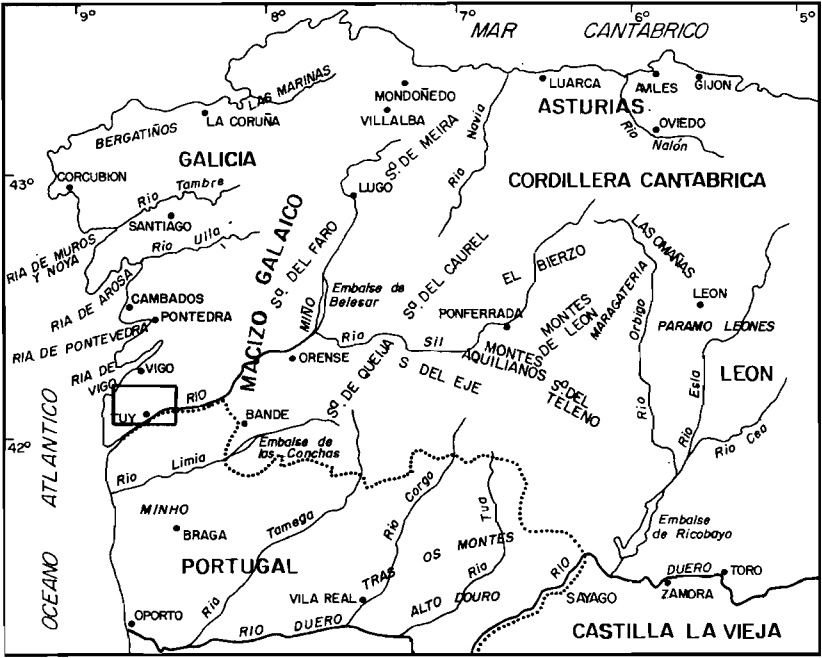 9°
8°
7°
6°
5°
MAR CANTABRICO
LAS MARINAS
MONDOÑEDO
LUARCA
AVILES
GIJON
BERGATIÑOS
LA CORUÑA
VILLALBA
ASTURIAS
OVIEDO
Rio Nalón
GALICIA
Sª. DE MEIRA
Rio Navia
43°
CORCUBION
Rio Tambre
LUGO
CORDILLERA CANTABRICA
SANTIAGO
Rio Ulla
RIA DE MUROS
Y NOYA
MACIZO GALAICO
Sª. DEL FARO
LAS OMAÑAS
RIA DE AROSA
CAMBADOS
Embalse de
Belesar
Sª. DEL CAUREL
EL BIERZO
LEON
PONTEDRA
MIÑO
PONFERRADA
MONTES
DE LEON
MARAGATERIA
PARAMO LEONES
RIA DE PONTEVEDRA
Rio Sil
Rio Orbigo
RIA DE
VIGO
VIGO
ORENSE
MONTES
AQUILIANOS
Sª. DE QUEIJA
S DEL EJE
Sª DEL
TELENO
Rio Esla
LEON
RIO
TUY
BANDE
42°
Embalse de
las Conchas
Rio Cea
OCEANO ATLANTICO
Rio Limia
MINHO
BRAGA
Rio Tamega
Rio Corgo
Rio Tua
Embalse
de Ricobayo
PORTUGAL
TRAS OS MONTES
VILA REAL
ALTO DOURO
RIO DUERO
TORO
ZAMORA
SAYAGO
OPORTO
RIO DUERO
CASTILLA LA VIEJA